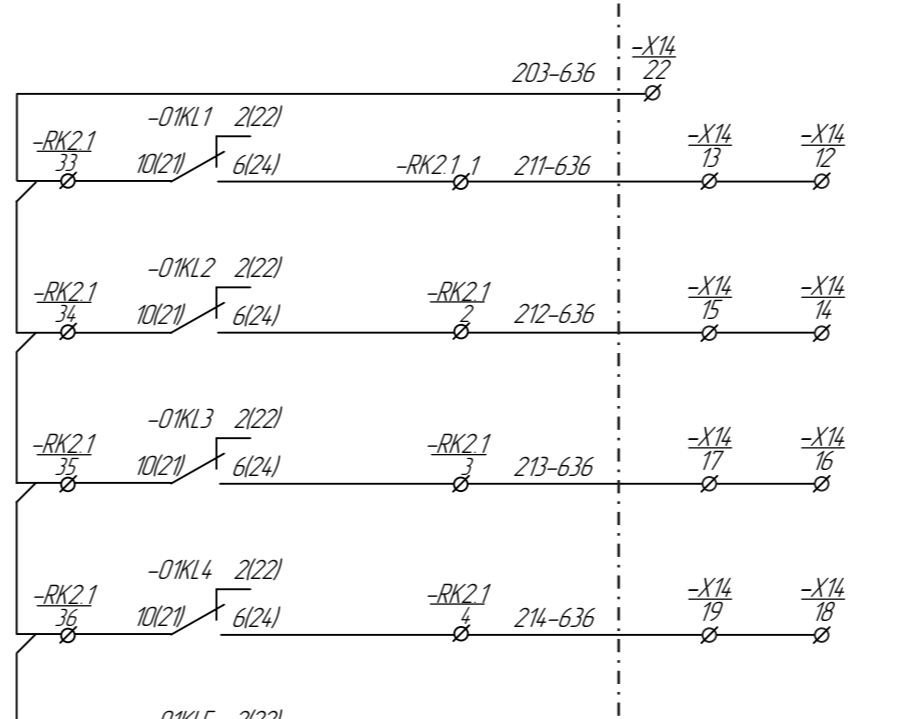 -X14
203-636
22
-01KL1 2(22)
-RK2.1
33
10(21) 6(24)
-RK2.1 1
211-636
-X14
13
-X14
12
-01KL2 2(22)
-RK2.1
34
10(21) 6(24)
-RK2.1
2
212-636
-X14
15
-X14
14
-01KL3 2(22)
-RK2.1
35
10(21) 6(24)
-RK2.1
3
213-636
-X14
17
-X14
16
-01KL4 2(22)
-RK2.1
36
10(21) 6(24)
-RK2.1
4
214-636
-X14
19
-X14
18